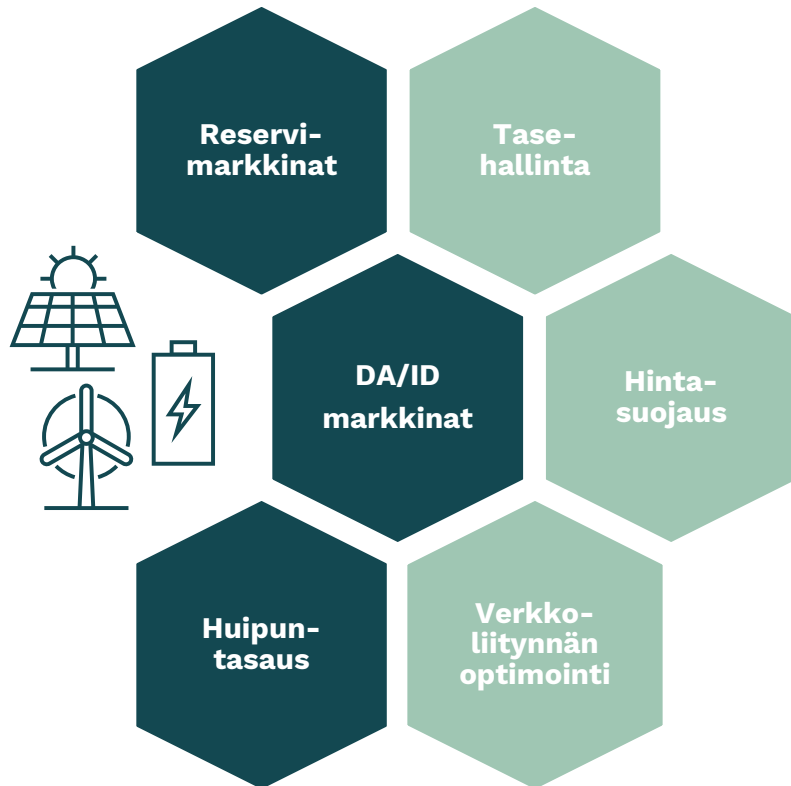 Reservi-
markkinat
Tase-
hallinta
DA/ID
markkinat
Hinta-
suojaus
Huipun-
tasaus
Verkko-
liitynnän
optimointi